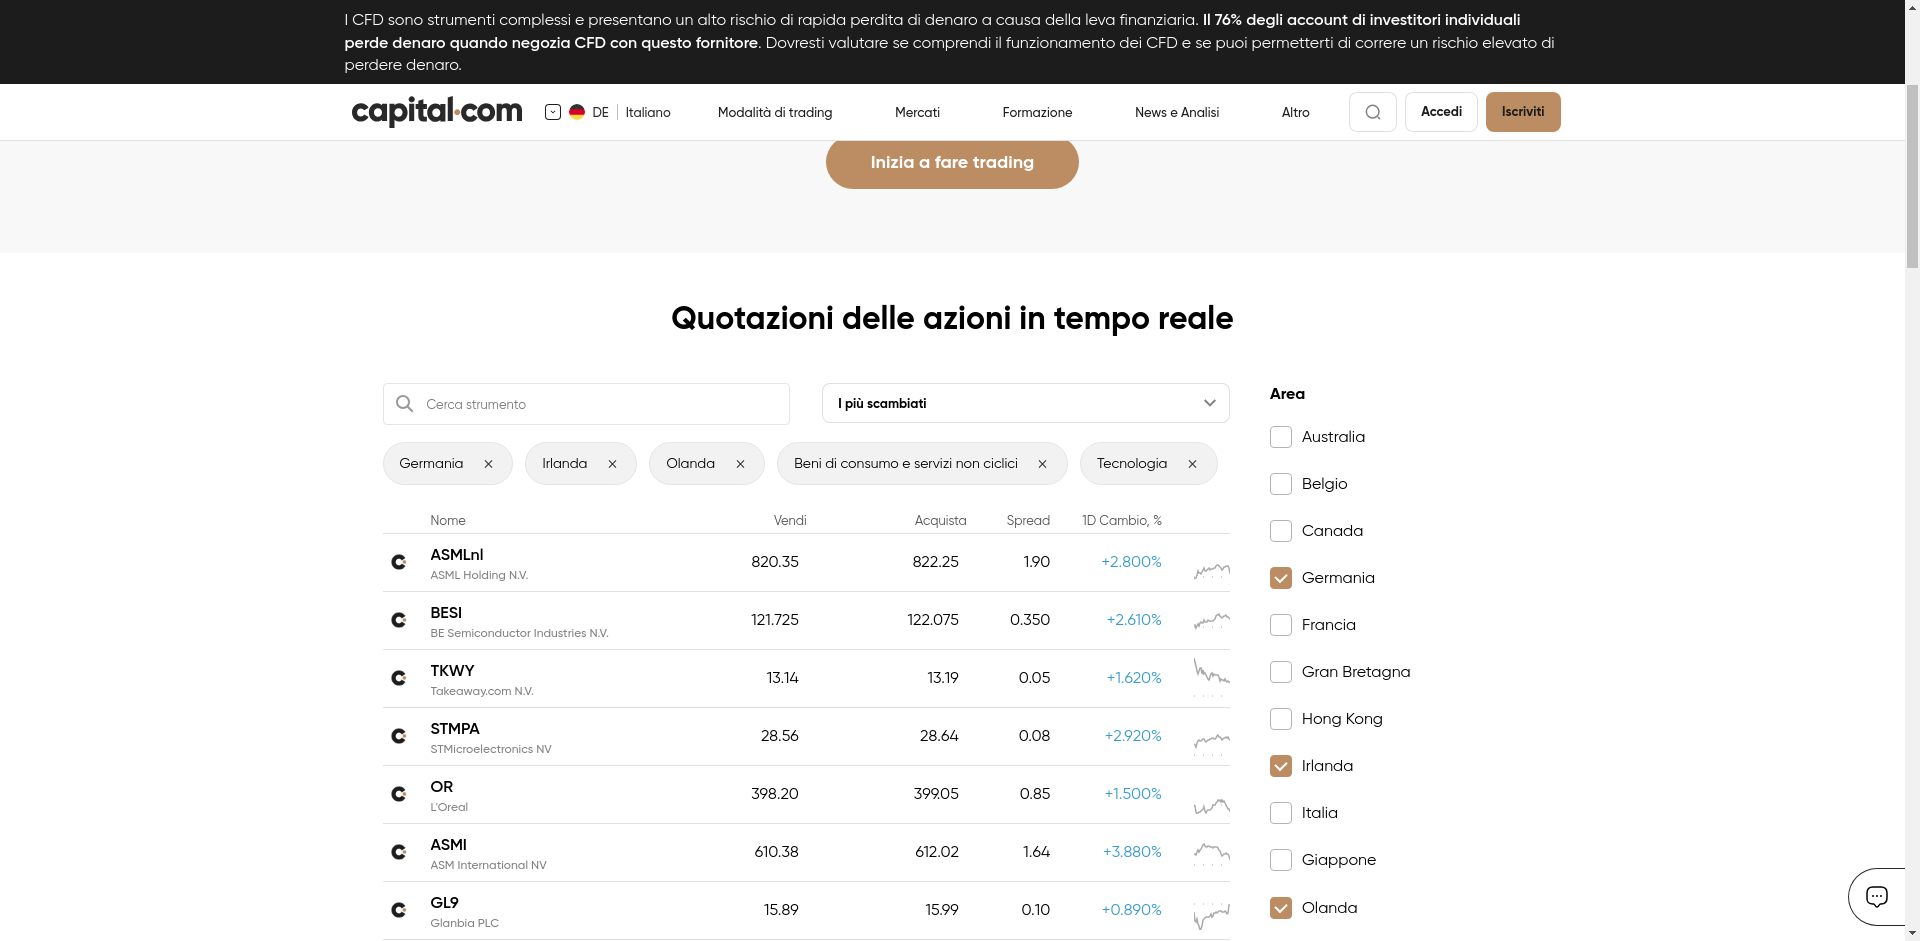 I CFD sono strumenti complessi e presentano un alto rischio di rapida perdita di denaro a causa della leva finanziaria. Il 76% degli account di investitori individuali
perde denaro quando negozia CFD con questo fornitore. Dovresti valutare se comprendi il funzionamento dei CFD e se puoi permetterti di correre un rischio elevato di
perdere denaro.
capital.com DE Italiano Modalità di trading Mercati Formazione News e Analisi Altro Accedi Iscriviti
Inizia a fare trading
Quotazioni delle azioni in tempo reale
Cerca strumento I più scambiati
Germania Irlanda Olanda Beni di consumo e servizi non ciclici Tecnologia
Nome Vendi Acquista Spread 1D Cambio, %
ASMLnl 820.35 822.25 1.90 +2.800%
ASML Holding N.V.
BESI 121.725 122.075 0.350 +2.610%
BE Semiconductor Industries N.V.
TKWY 13.14 13.19 0.05 +1.620%
Takeaway.com N.V.
STMPA 28.56 28.64 0.08 +2.920%
STMicroelectronics NV
OR 398.20 399.05 0.85 +1.500%
L'Oreal
ASMI 610.38 612.02 1.64 +3.880%
ASM International NV
GL9 15.89 15.99 0.10 +0.890%
Glanbia PLC
Area
Australia
Belgio
Canada
Germania
Francia
Gran Bretagna
Hong Kong
Irlanda
Italia
Giappone
Olanda